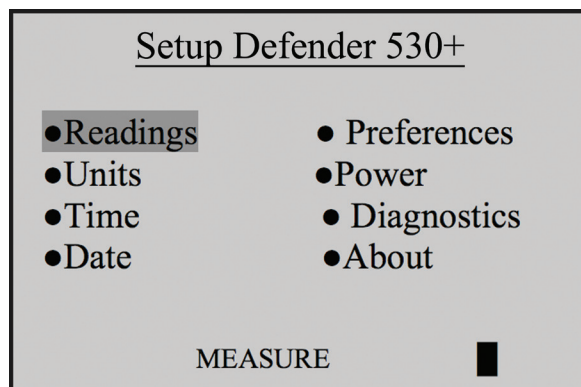 Setup Defender 530+
●Readings
●Units
●Time
●Date
● Preferences
●Power
● Diagnostics
●About
MEASURE